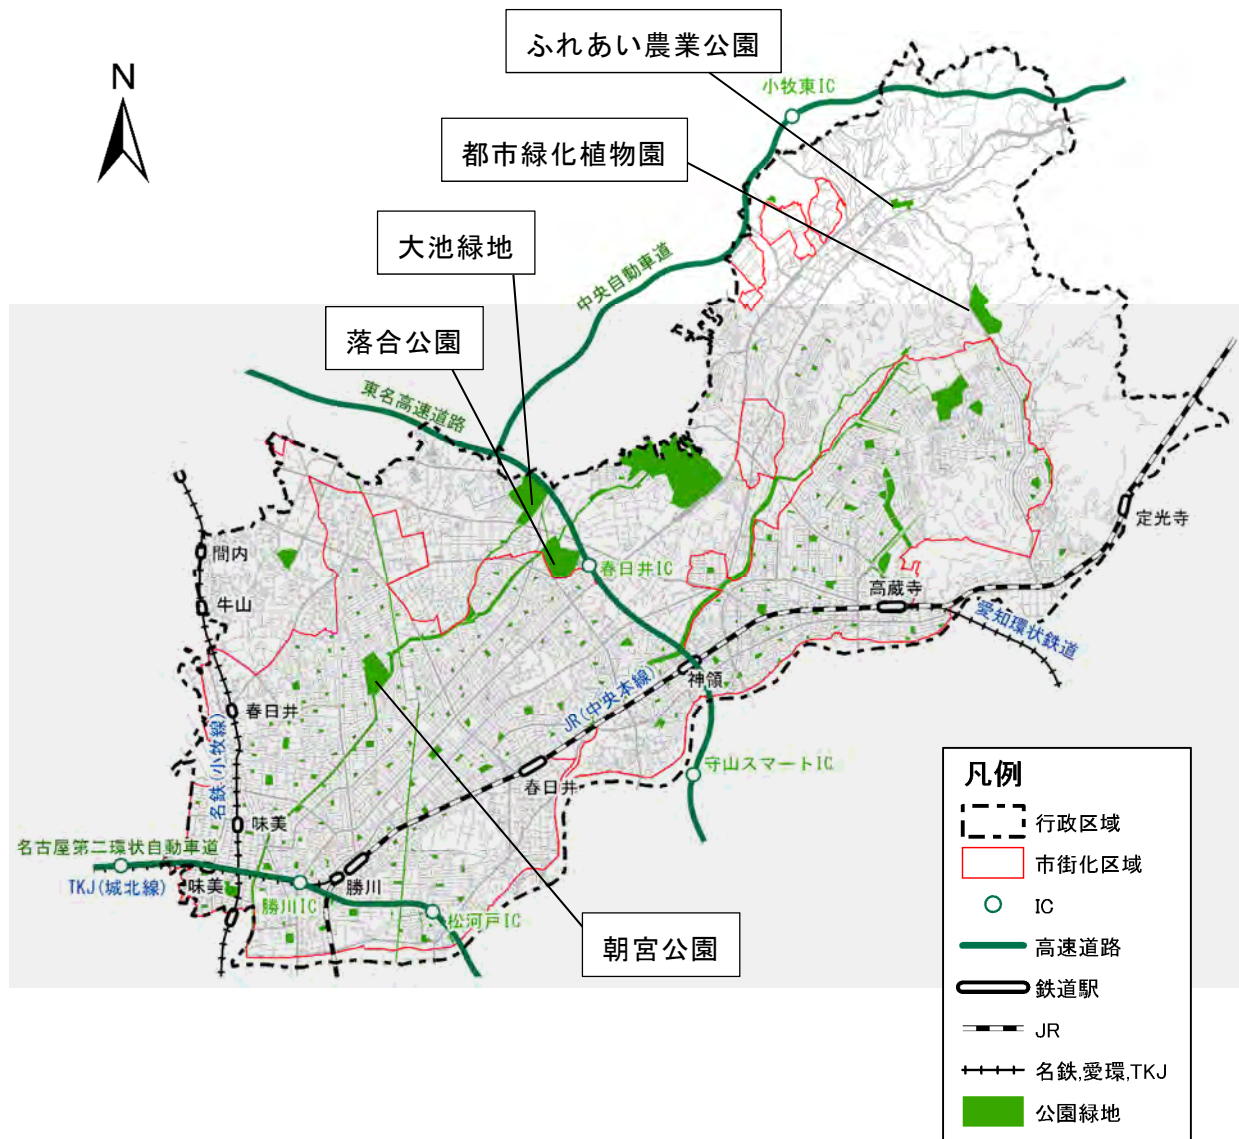 ふれあい農業公園
N
小牧東IC
都市緑化植物園
大池緑地
中央自動車道
落合公園
東名高速道路
定光寺
間内
春日井IC
牛山
高蔵寺
愛知環状鉄道
神領
春日井
JR(中央本線)
名鉄(小牧線)
守山スマートIC
春日井
味美
名古屋第二環状自動車道
TKJ(城北線)
味美
勝川
勝川IC
松河戸IC
朝宮公園
凡例
行政区域
市街化区域
IC
高速道路
鉄道駅
JR
名鉄,愛環,TKJ
公園緑地